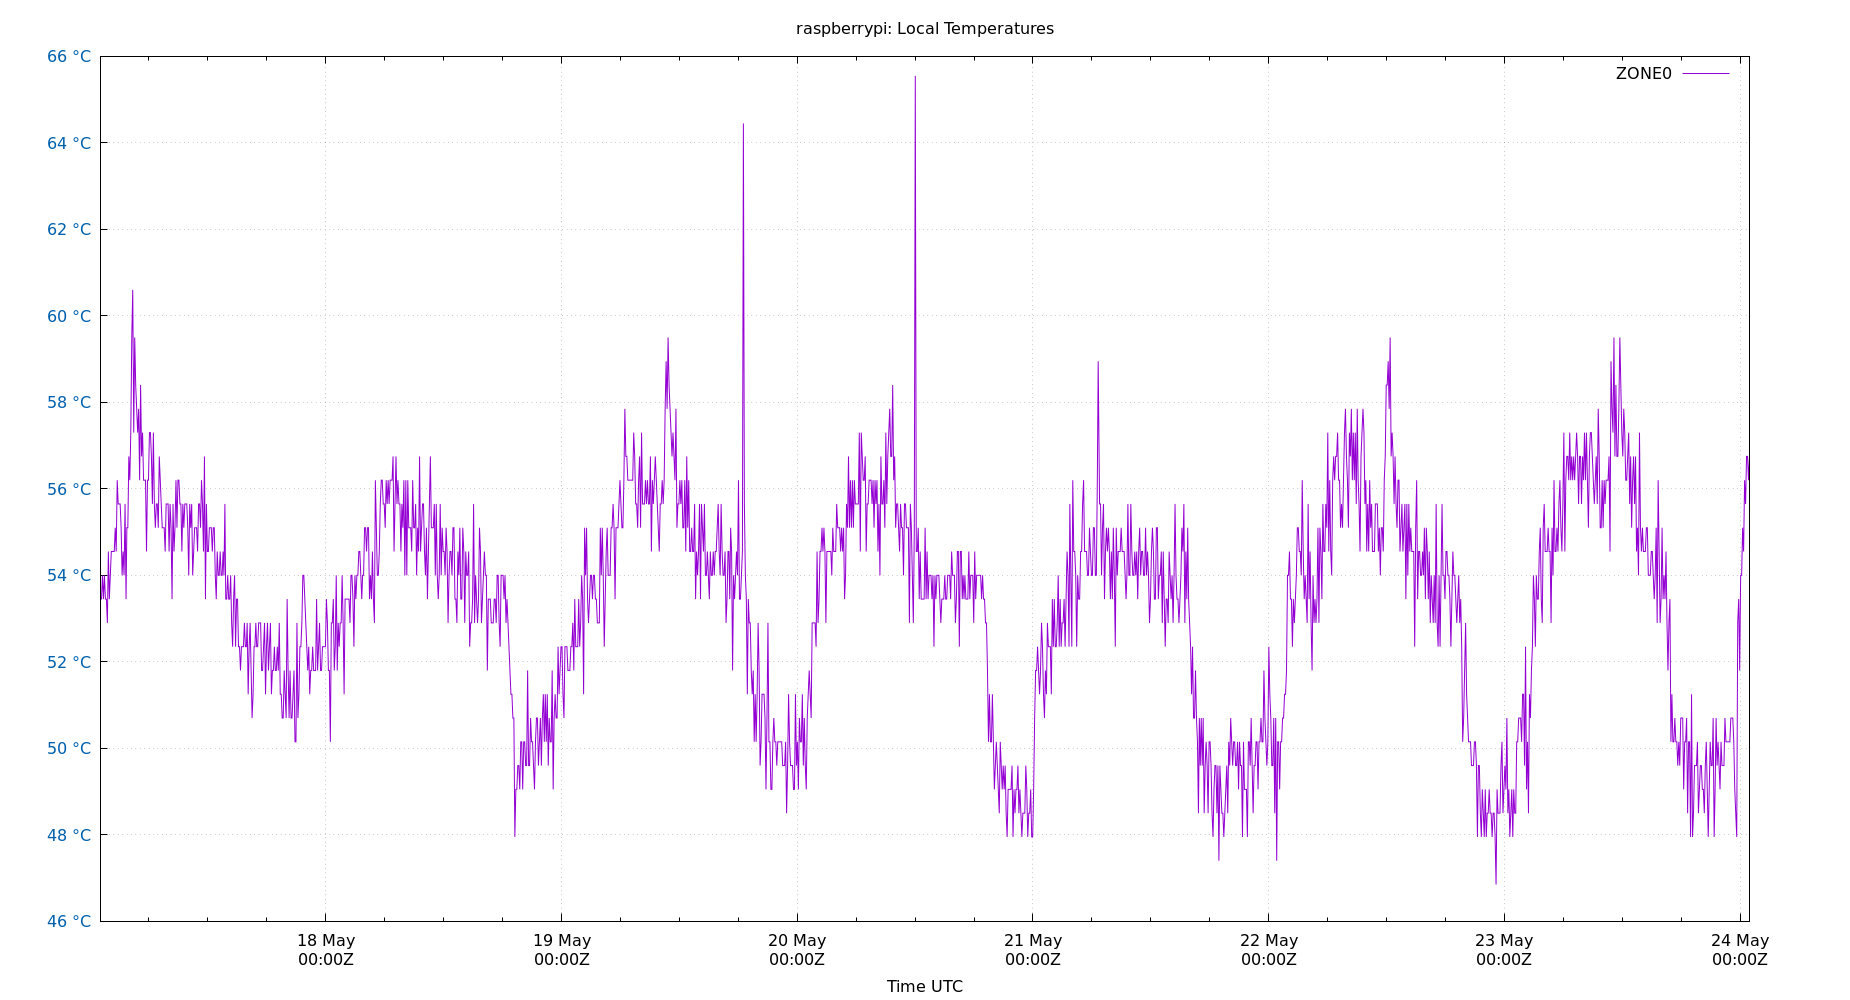 raspberrypi: Local Temperatures
66 °C
ZONE0
64 °C
62 °C
60 °C
58 °C
56 °C
54 °C
52 °C
50 °C
48 °C
46 °C
18 May 19 May 20 May 21 May 22 May 23 May 24 May
00:00Z 00:00Z 00:00Z 00:00Z 00:00Z 00:00Z 00:00Z
Time UTC